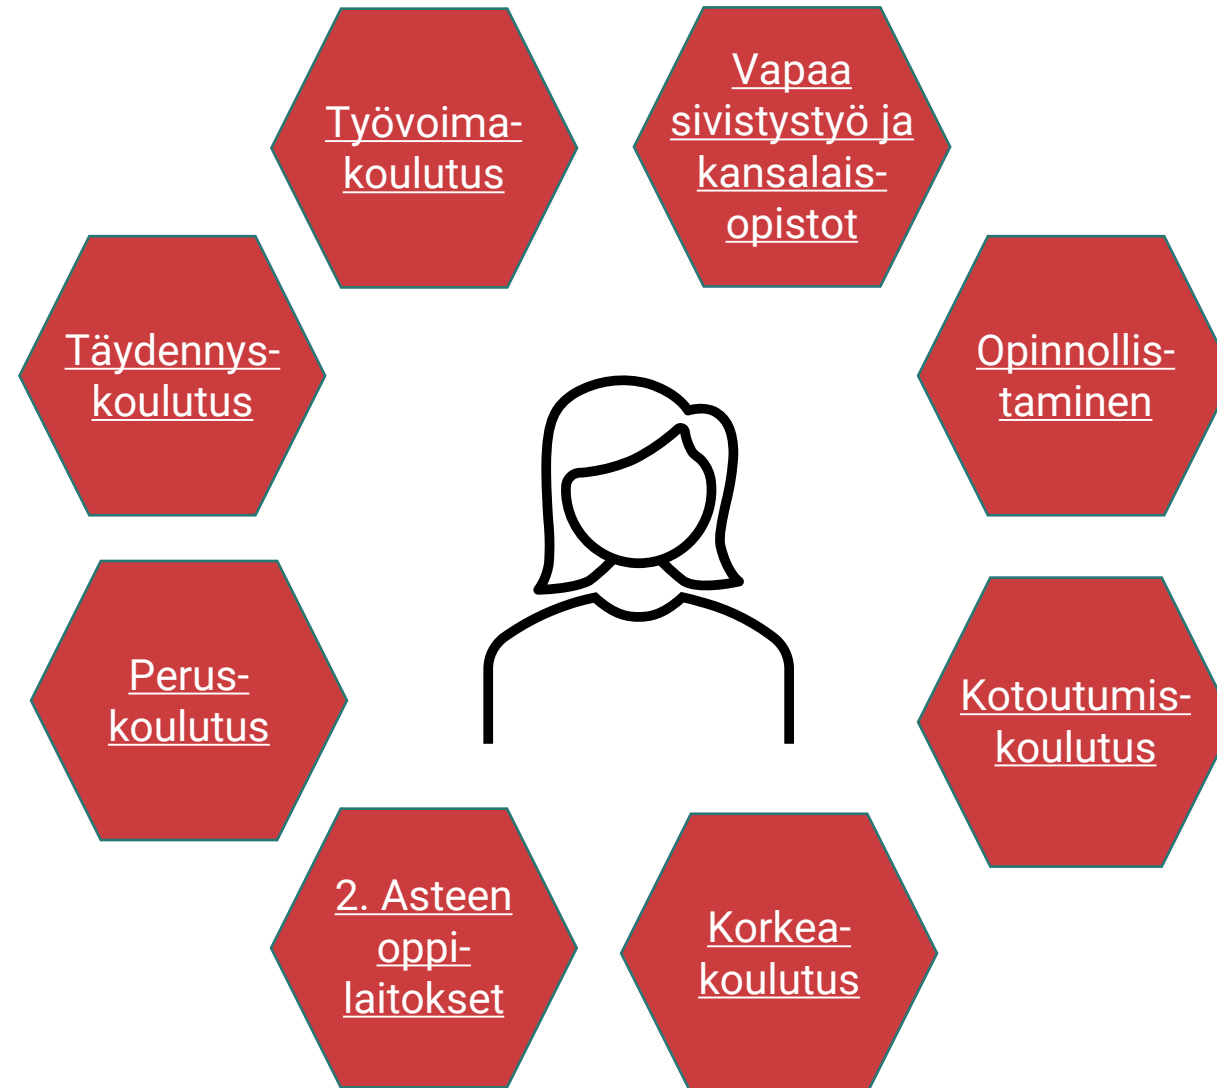 Työvoima-
koulutus
Vapaa
sivistystyö ja
kansalais-
opistot
Täydennys-
koulutus
Opinnollis-
taminen
Perus-
koulutus
Kotoutumis-
koulutus
2. Asteen
oppi-
laitokset
Korkea-
koulutus